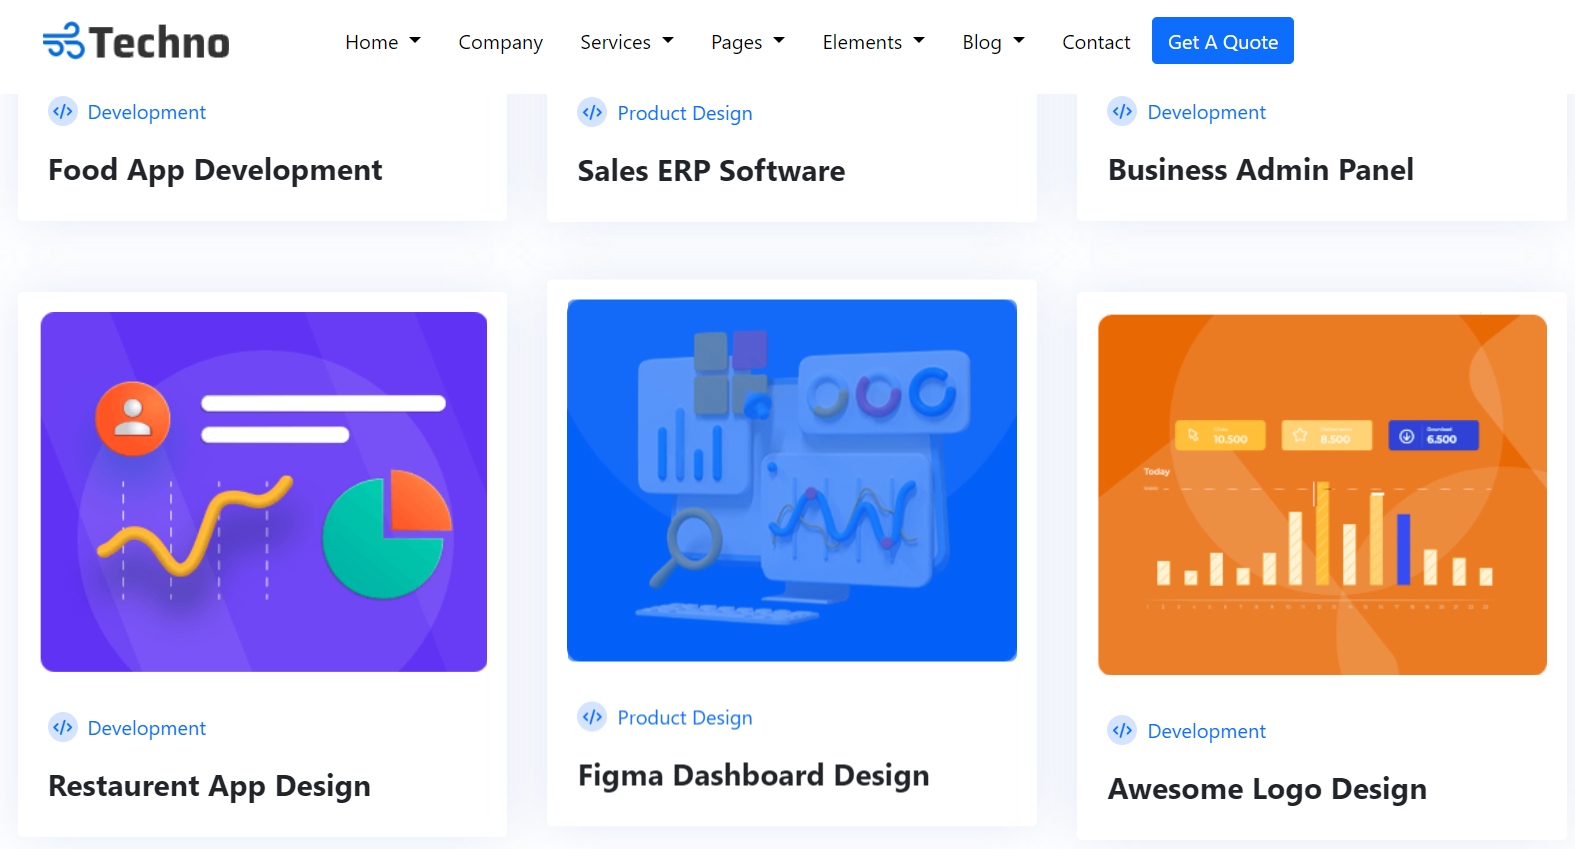 Techno
Home
Company
Services
Pages
Elements
Blog
Contact
Get A Quote
Development
Product Design
Development
Food App Development
Sales ERP Software
Business Admin Panel
10.500
8.500
Download
6.500
Today
Development
Product Design
Development
Restaurent App Design
Figma Dashboard Design
Awesome Logo Design